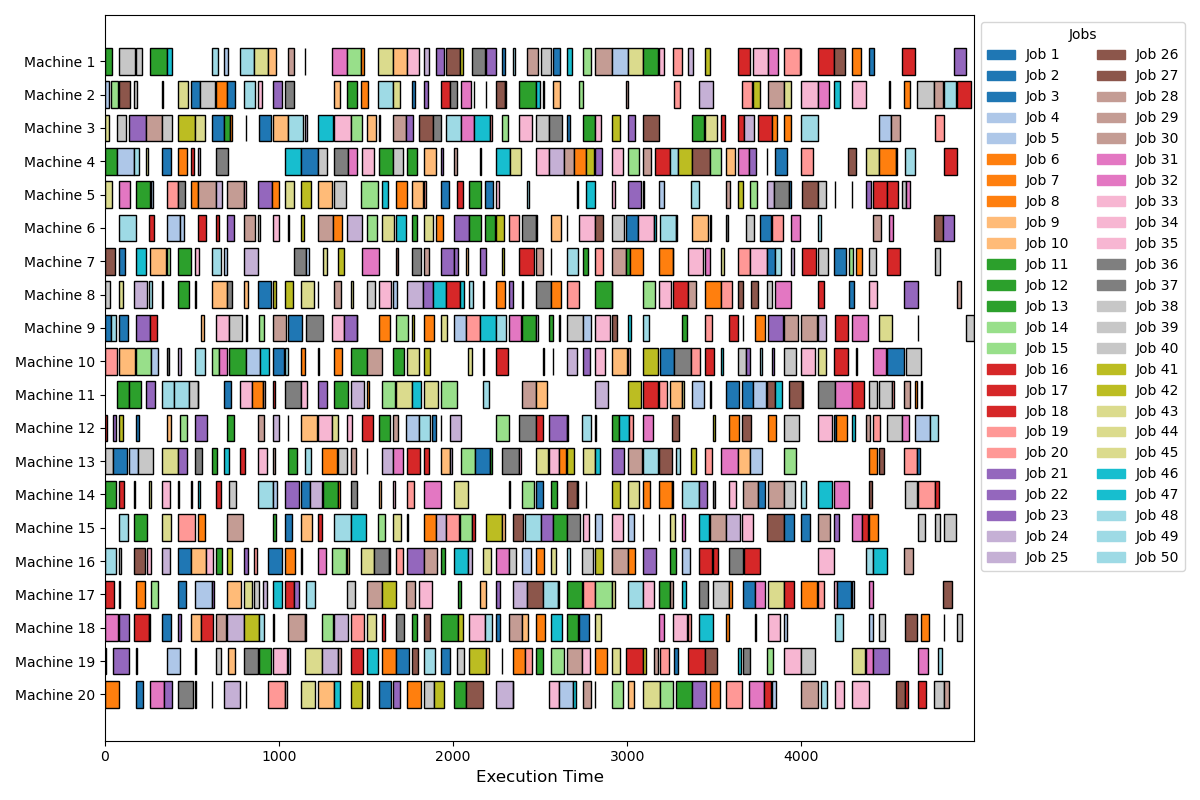 Machine 1
Machine 2
Machine 3
Machine 4
Machine 5
Machine 6
Machine 7
Machine 8
Machine 9
Machine 10
Machine 11
Machine 12
Machine 13
Machine 14
Machine 15
Machine 16
Machine 17
Machine 18
Machine 19
Machine 20
0 1000 2000 3000 4000
Execution Time
Jobs
Job 1 Job 26
Job 2 Job 27
Job 3 Job 28
Job 4 Job 29
Job 5 Job 30
Job 6 Job 31
Job 7 Job 32
Job 8 Job 33
Job 9 Job 34
Job 10 Job 35
Job 11 Job 36
Job 12 Job 37
Job 13 Job 38
Job 14 Job 39
Job 15 Job 40
Job 16 Job 41
Job 17 Job 42
Job 18 Job 43
Job 19 Job 44
Job 20 Job 45
Job 21 Job 46
Job 22 Job 47
Job 23 Job 48
Job 24 Job 49
Job 25 Job 50